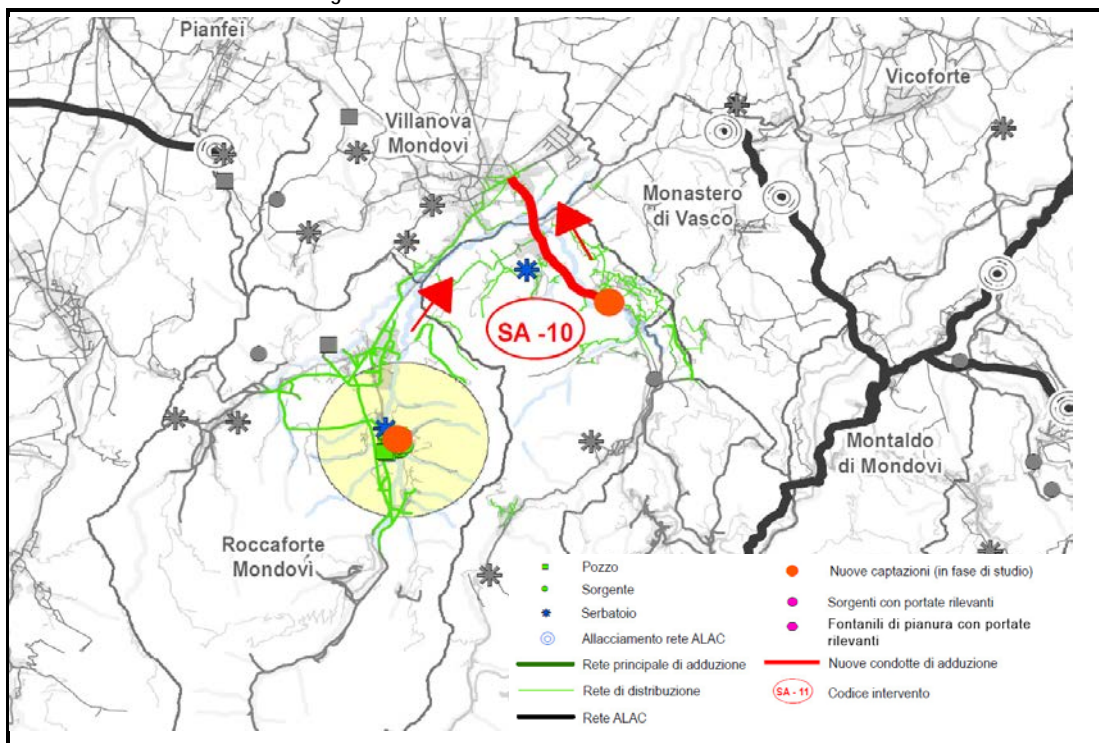 Pianfei
Vicoforte
Villanova
Mondovì
Monastero
di Vasco
SA -10
Montaldo
di Mondovì
Roccaforte
Mondovì
Pozzo
Sorgente
Serbatoio
Allacciamento rete ALAC
Rete principale di adduzione
Rete di distribuzione
Rete ALAC
Nuove captazioni (in fase di studio)
Sorgenti con portate rilevanti
Fontanili di pianura con portate
rilevanti
Nuove condotte di adduzione
SA - 11
Codice intervento